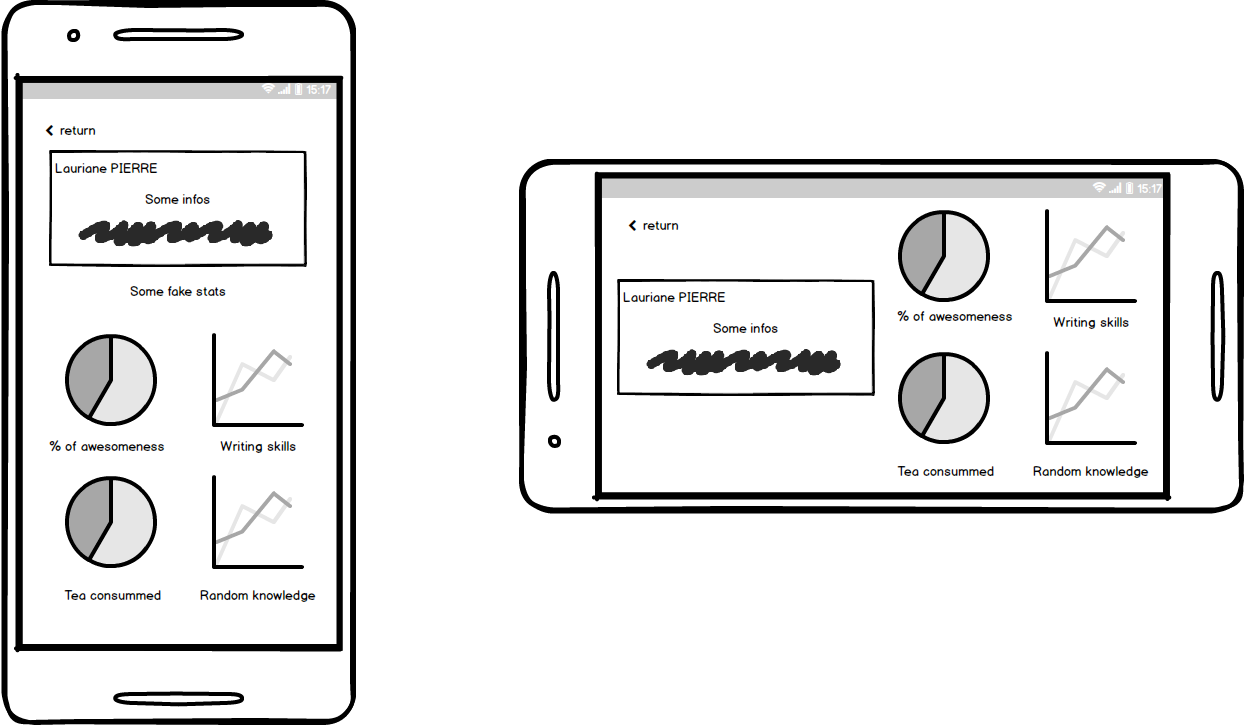 15:17
return
Lauriane PIERRE
Some infos
Some fake stats
% of awesomeness
Writing skills
Tea consummed
Random knowledge
15:17
return
Lauriane PIERRE
Some infos
% of awesomeness
Writing skills
Tea consummed
Random knowledge